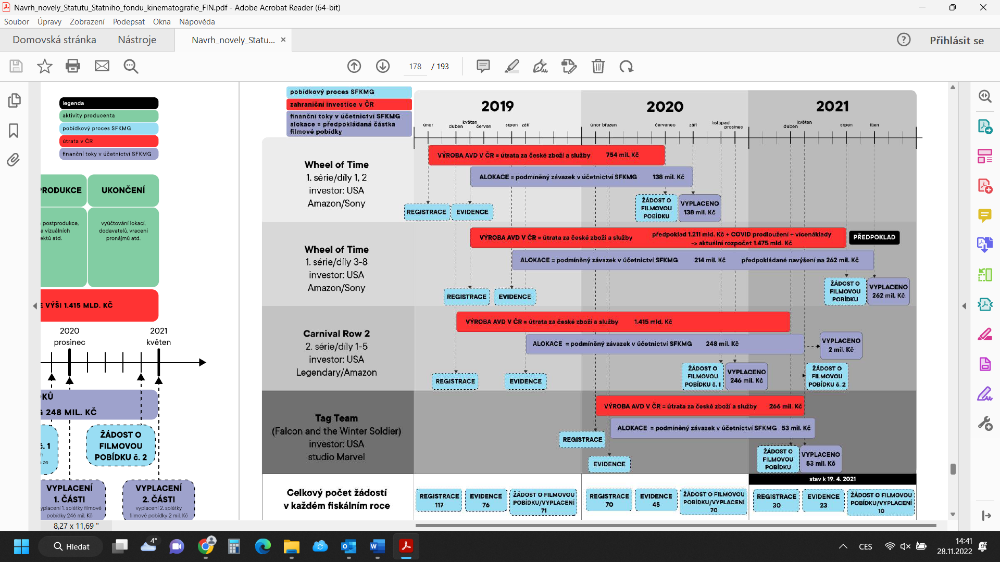 Navrh_novely_Statutu_Statniho_fondu_kinematografie_FIN.pdf - Adobe Acrobat Reader (64-bit)
Soubor Úpravy Zobrazení Podepsat Okna Nápověda
Domovská stránka Nástroje Navrh_novely_Statu... × ? Přihlásit se
178 / 193
legenda
aktivity producenta
pobídkový proces SFKMG
útrata v ČR
finanční toky v účetnictví SFKMG
RODUKCE
UKONČENÍ
postprodukce,
a vizuálních
ektů atd.
vyúčtování lokací,
dodavatelů, vracení
pronájmů atd.
E VÝŠI 1.415 MLD. KČ
2020
prosinec
2021
květen
KŮ
248 MIL. KČ
č. 1
ze
ŽÁDOST O
FILMOVOU
POBÍDKU č. 2
VYPLACENÍ
1. ČÁSTI
vyplacení 1. splátky filmové
pobídky 246 mil. Kč
VYPLACENÍ
2. ČÁSTI
vyplacení 2. splátky
filmové pobídky 2 mil. Kč
8,27 x 11,69 "
pobídkový proces SFKMG
zahraniční investice v ČR
finanční toky v účetnictví SFKMG
alokace = předpokládaná částka
filmové pobídky
2019 2020 2021
únor duben květen červen srpen září únor březen červenec září listopad prosinec duben květen srpen říjen
Wheel of Time
1. série/díly 1, 2
investor: USA
Amazon/Sony
VÝROBA AVD V ČR = útrata za české zboží a služby 754 mil. Kč
ALOKACE = podmíněný závazek v účetnictví SFKMG 138 mil. Kč
REGISTRACE
EVIDENCE
ŽÁDOST O
FILMOVOU
POBÍDKU
VYPLACENO
138 mil. Kč
Wheel of Time
1. série/díly 3-8
investor: USA
Amazon/Sony
VÝROBA AVD V ČR = útrata za české zboží a služby
předpoklad 1.211 mld. Kč + COVID prodloužení + vícenáklady
-> aktuální rozpočet 1.475 mld. Kč
PŘEDPOKLAD
ALOKACE = podmíněný závazek v účetnictví SFKMG 214 mil. Kč předpokládané navýšení na 262 mil. Kč
REGISTRACE
EVIDENCE
ŽÁDOST O
FILMOVOU
POBÍDKU
VYPLACENO
262 mil. Kč
Carnival Row 2
2. série/díly 1-5
investor: USA
Legendary/Amazon
VÝROBA AVD V ČR = útrata za české zboží a služby 1.415 mld. Kč
ALOKACE = podmíněný závazek v účetnictví SFKMG 248 mil. Kč
VYPLACENO
2 mil. Kč
REGISTRACE
EVIDENCE
ŽÁDOST O
FILMOVOU
POBÍDKU č. 1
VYPLACENO
246 mil. Kč
ŽÁDOST O
FILMOVOU
POBÍDKU č. 2
Tag Team
(Falcon and the Winter Soldier)
investor: USA
studio Marvel
VÝROBA AVD V ČR = útrata za české zboží a služby 266 mil. Kč
ALOKACE = podmíněný závazek v účetnictví SFKMG 53 mil. Kč
REGISTRACE
EVIDENCE
ŽÁDOST O
FILMOVOU
POBÍDKU
VYPLACENO
53 mil. Kč
stav k 19. 4. 2021
Celkový počet žádostí
v každém fiskálním roce
REGISTRACE
117
EVIDENCE
76
ŽÁDOST O FILMOVOU
POBÍDKU/VYPLACENÍ
71
REGISTRACE
70
EVIDENCE
45
ŽÁDOST O FILMOVOU
POBÍDKU/VYPLACENÍ
70
REGISTRACE
30
EVIDENCE
23
ŽÁDOST O FILMOVOU
POBÍDKU/VYPLACENÍ
10
Hledat
4°
CES
14:41
28.11.2022